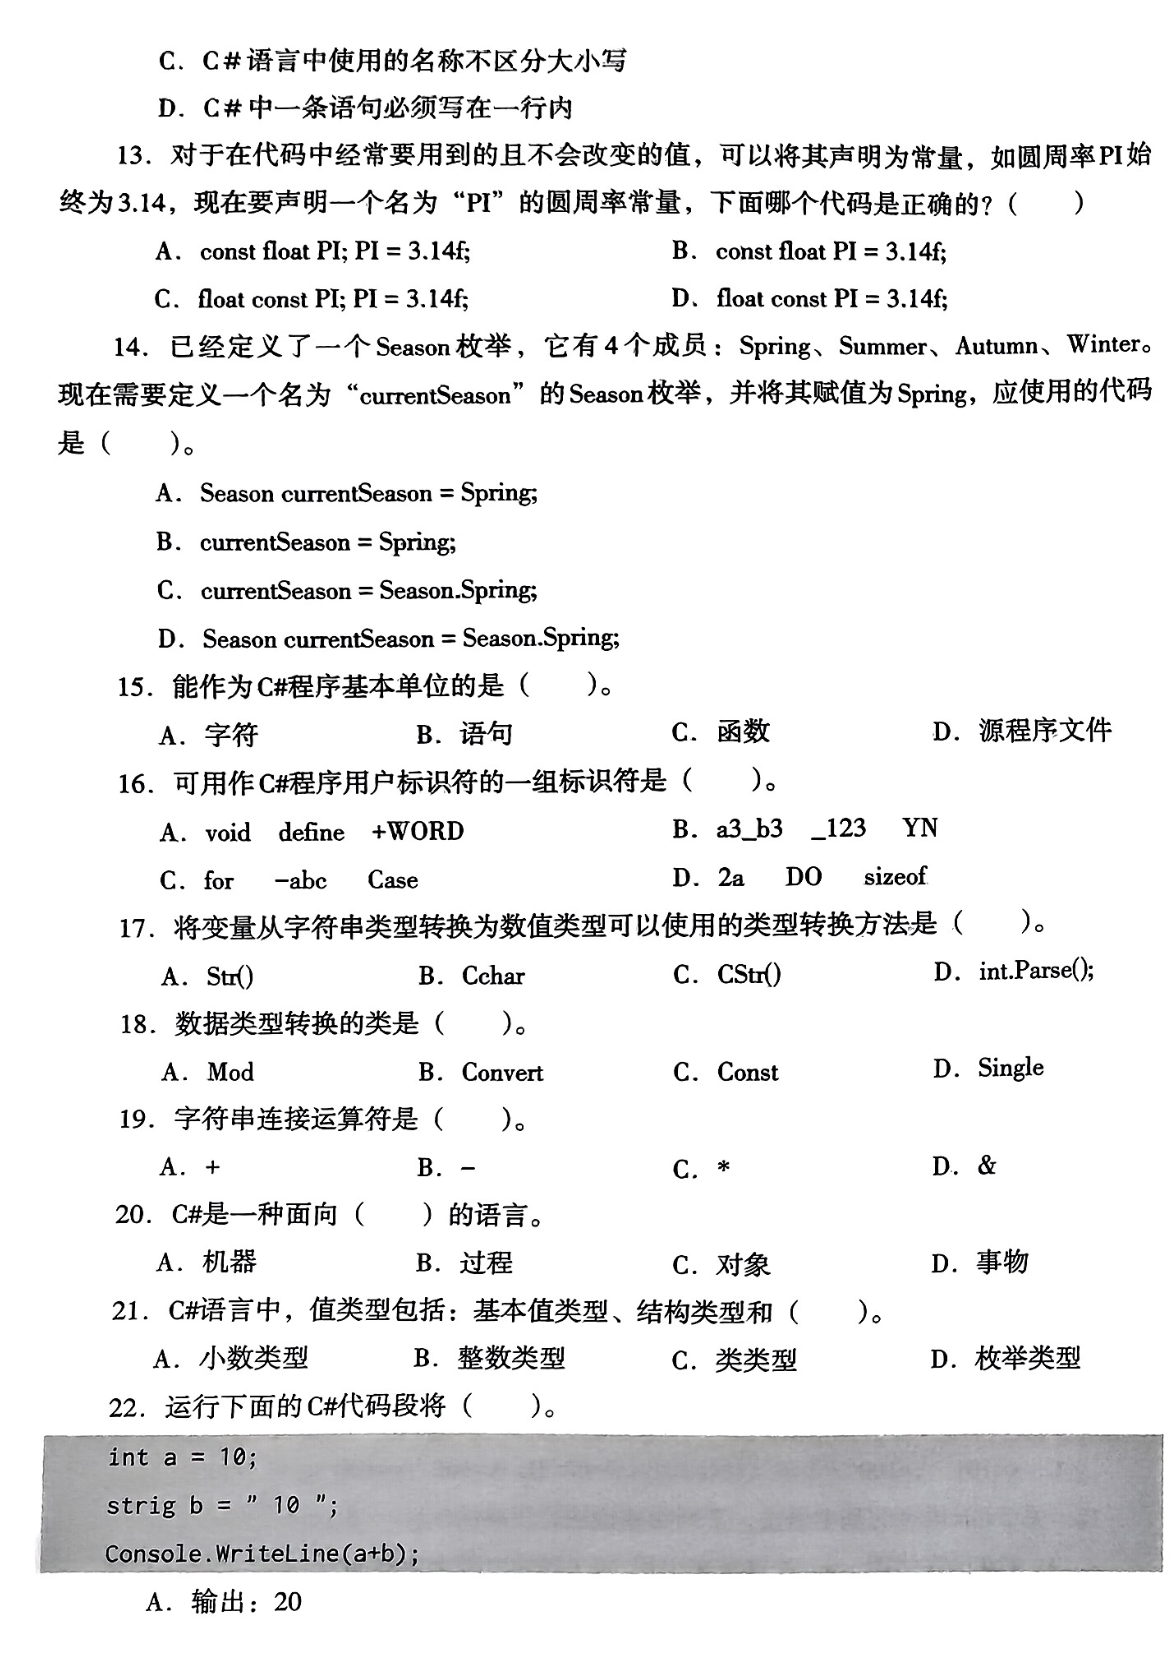 C. C#语言中使用的名称不区分大小写
D. C#中一条语句必须写在一行内
13. 对于在代码中经常要用到的且不会改变的值，可以将其声明为常量，如圆周率PI始
终为3.14，现在要声明一个名为“PI”的圆周率常量，下面哪个代码是正确的？（　　）
A. const float PI; PI = 3.14f;　　B. const float PI = 3.14f;
C. float const PI; PI = 3.14f;　　D. float const PI = 3.14f;
14. 已经定义了一个Season枚举，它有4个成员：Spring、Summer、Autumn、Winter。
现在需要定义一个名为“currentSeason”的Season枚举，并将其赋值为Spring，应使用的代码
是（　　）。
A. Season currentSeason = Spring;
B. currentSeason = Spring;
C. currentSeason = Season.Spring;
D. Season currentSeason = Season.Spring;
15. 能作为C#程序基本单位的是（　　）。
A. 字符　　B. 语句　　C. 函数　　D. 源程序文件
16. 可用作C#程序用户标识符的一组标识符是（　　）。
A. void　define　+WORD　　B. a3_b3　_123　YN
C. for　-abc　Case　　D. 2a　DO　sizeof
17. 将变量从字符串类型转换为数值类型可以使用的类型转换方法是（　　）。
A. Str()　　B. Cchar　　C. CStr()　　D. int.Parse();
18. 数据类型转换的类是（　　）。
A. Mod　　B. Convert　　C. Const　　D. Single
19. 字符串连接运算符是（　　）。
A. +　　B. -　　C. *　　D. &
20. C#是一种面向（　　）的语言。
A. 机器　　B. 过程　　C. 对象　　D. 事物
21. C#语言中，值类型包括：基本值类型、结构类型和（　　）。
A. 小数类型　　B. 整数类型　　C. 类类型　　D. 枚举类型
22. 运行下面的C#代码段将（　　）。
int a = 10;
strig b = " 10 ";
Console.WriteLine(a+b);
A. 输出：20